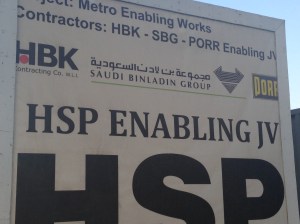 oject: Metro Enabling Works
Contractors: HBK - SBG - PORR Enabling JV
HBK
Contracting Co. W.L.L
مجموعة بن لادن السعودية
SAUDI BINLADIN GROUP
PORR
HSP ENABLING JV
HSP